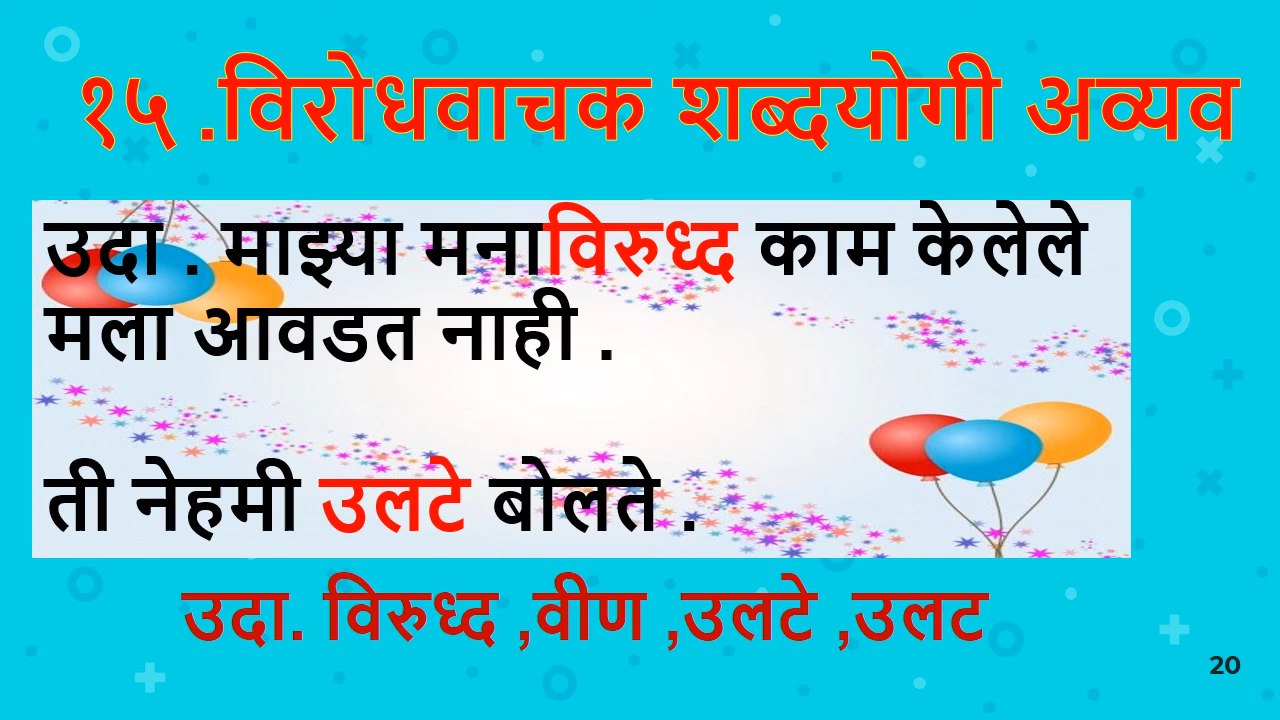 १५ .विरोधवाचक शब्दयोगी अव्यव
उदा . माझ्या मनाविरुध्द काम केलेले
मला आवडत नाही .
ती नेहमी उलटे बोलते .
उदा. विरुध्द ,वीण ,उलटे ,उलट
20